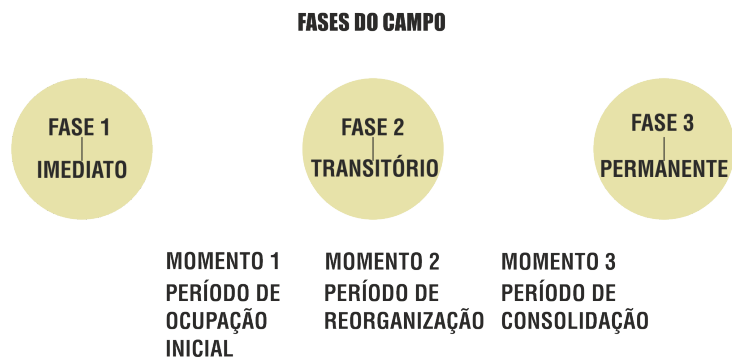 FASES DO CAMPO
FASE 1
IMEDIATO
FASE 2
TRANSITÓRIO
FASE 3
PERMANENTE
MOMENTO 1
PERÍODO DE
OCUPAÇÃO
INICIAL
MOMENTO 2
PERÍODO DE
REORGANIZAÇÃO
MOMENTO 3
PERÍODO DE
CONSOLIDAÇÃO